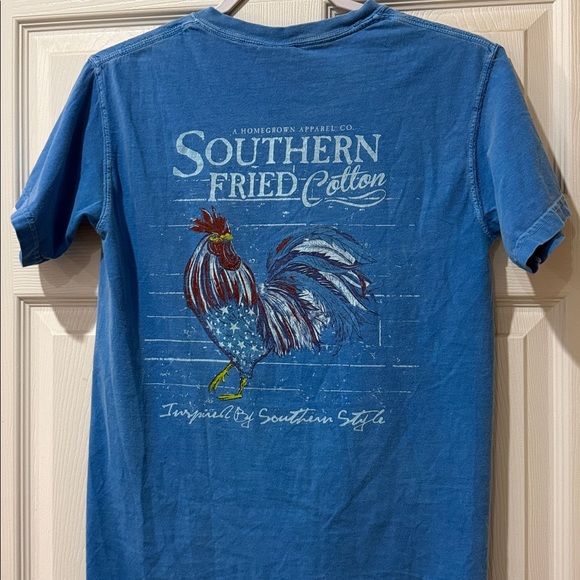 A HOMEGROWN APPAREL CO.
SOUTHERN
FRIED Cotton
Inspired By Southern Style